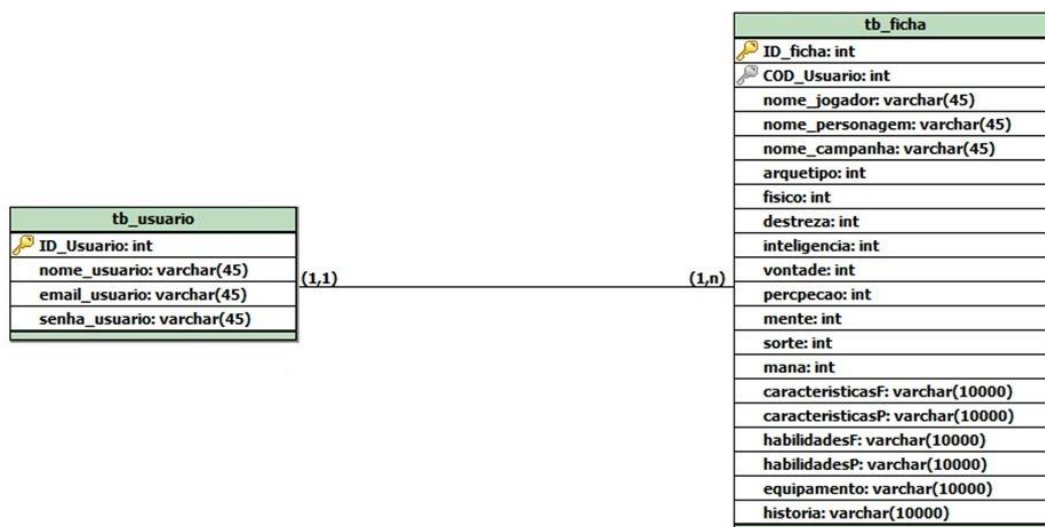 tb_usuario
ID_Usuario: int
nome_usuario: varchar(45)
email_usuario: varchar(45)
senha_usuario: varchar(45)
(1,1)
(1,n)
tb_ficha
ID_ficha: int
COD_Usuario: int
nome_jogador: varchar(45)
nome_personagem: varchar(45)
nome_campanha: varchar(45)
arquetipo: int
fisico: int
destreza: int
inteligencia: int
vontade: int
percpecao: int
mente: int
sorte: int
mana: int
caracteristicasF: varchar(10000)
caracteristicasP: varchar(10000)
habilidadesF: varchar(10000)
habilidadesP: varchar(10000)
equipamento: varchar(10000)
historia: varchar(10000)